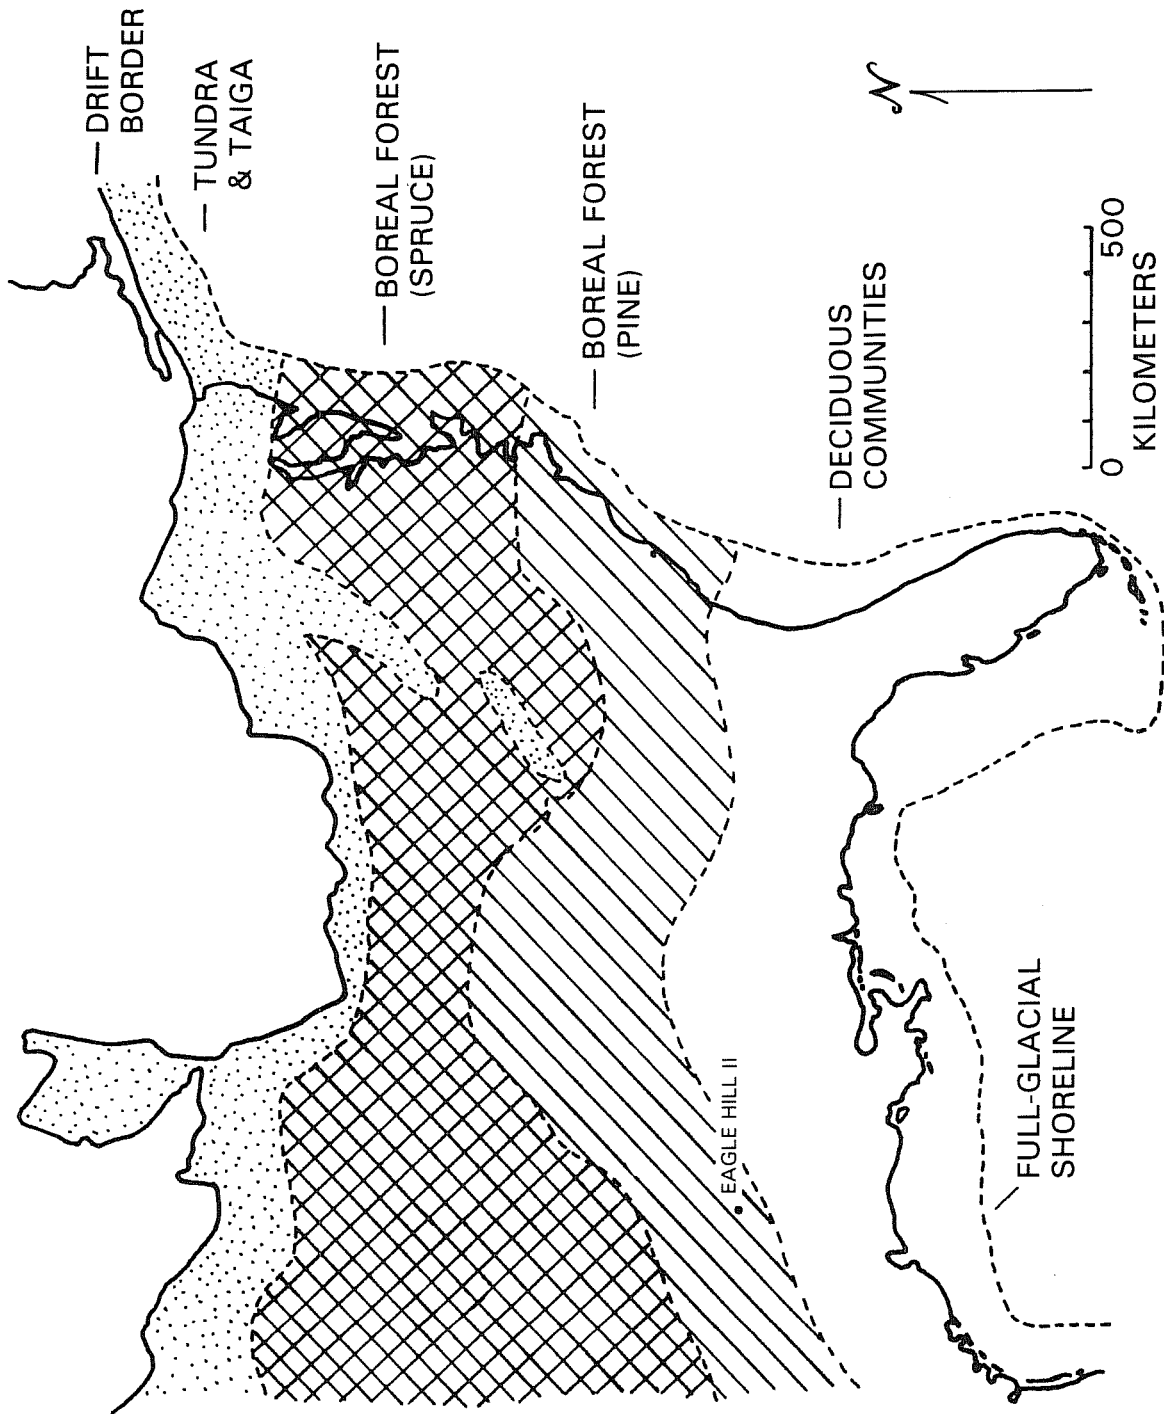 DRIFT
BORDER
TUNDRA
& TAIGA
BOREAL FOREST
(SPRUCE)
BOREAL FOREST
(PINE)
DECIDUOUS
COMMUNITIES
N
0 500
KILOMETERS
EAGLE HILL II
FULL-GLACIAL
SHORELINE